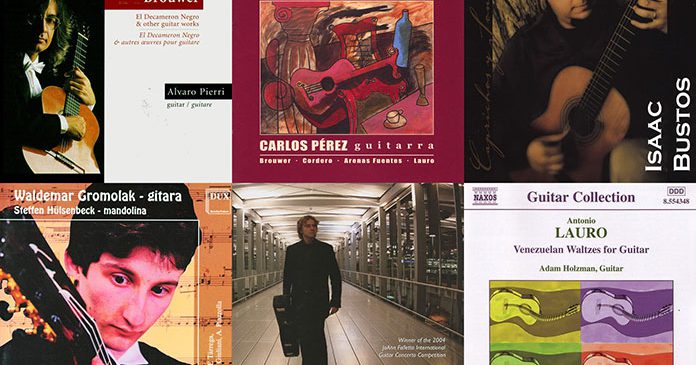 Brouwer
El Decameron Negro
& other guitar works
El Decameron Negro
& autres œuvres pour guitare
Alvaro Pierri
guitar / guitare
CARLOS PÉREZ guitarra
Brouwer · Cordero · Arenas Fuentes · Lauro
ISAAC
BUSTOS
Waldemar Gromolak - gitara
Steffen Hülsenbeck - mandolina
DUX
Tárrega,
Giuliani, A.
Winner of the 2004
JoAnn Falletta International
Guitar Concerto Competition
NAXOS
Guitar Collection
DDD
8.554348
Antonio
LAURO
Venezuelan Waltzes for Guitar
Adam Holzman, Guitar